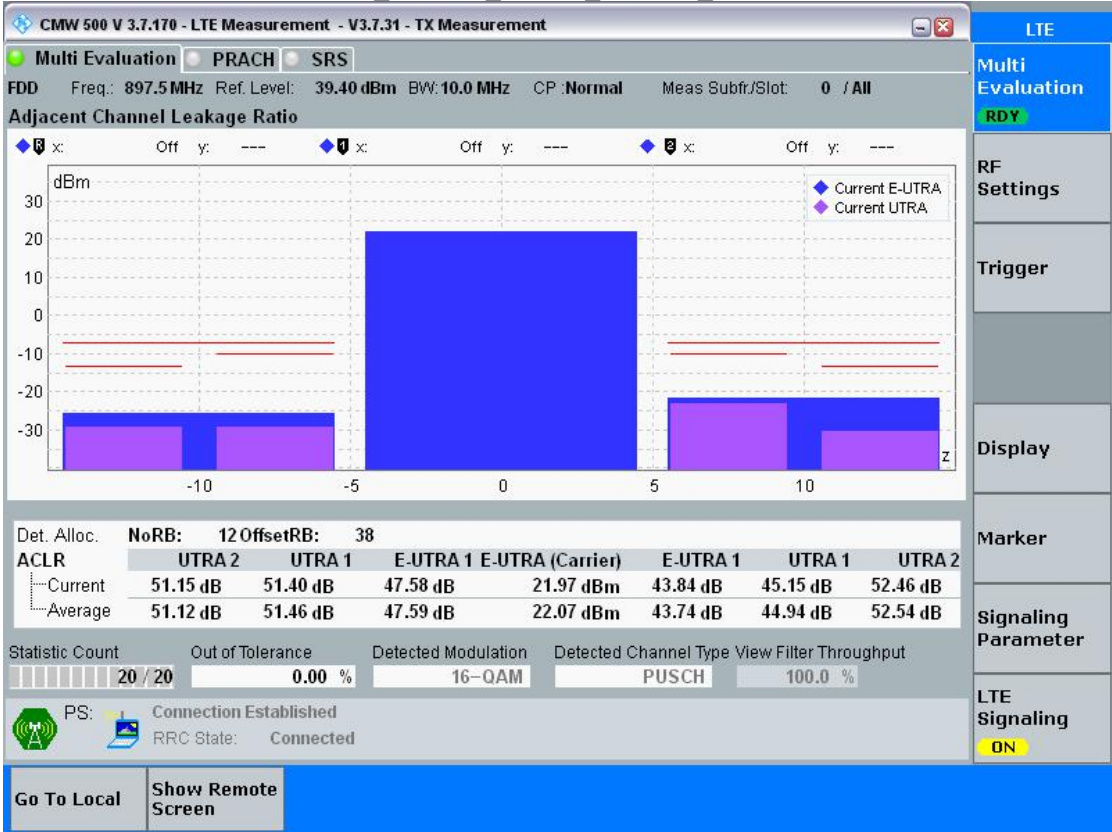 CMW 500 V 3.7.170 - LTE Measurement - V3.7.31 - TX Measurement
LTE
Multi Evaluation PRACH SRS
Multi
Evaluation
RDY
FDD Freq.: 897.5 MHz Ref. Level: 39.40 dBm BW: 10.0 MHz CP :Normal Meas Subfr./Slot: 0 / All
Adjacent Channel Leakage Ratio
R x: Off y: --- 1 x: Off y: --- 2 x: Off y: ---
dBm
Current E-UTRA
Current UTRA
30
20
10
0
-10
-20
-30
z
-10 -5 0 5 10
RF
Settings
Trigger
Display
Marker
Signaling
Parameter
LTE
Signaling
ON
Det. Alloc. NoRB: 12 OffsetRB: 38
ACLR UTRA 2 UTRA 1 E-UTRA 1 E-UTRA (Carrier) E-UTRA 1 UTRA 1 UTRA 2
Current 51.15 dB 51.40 dB 47.58 dB 21.97 dBm 43.84 dB 45.15 dB 52.46 dB
Average 51.12 dB 51.46 dB 47.59 dB 22.07 dBm 43.74 dB 44.94 dB 52.54 dB
Statistic Count Out of Tolerance Detected Modulation Detected Channel Type View Filter Throughput
20 / 20 0.00 % 16-QAM PUSCH 100.0 %
PS: Connection Established
RRC State: Connected
Go To Local
Show Remote
Screen